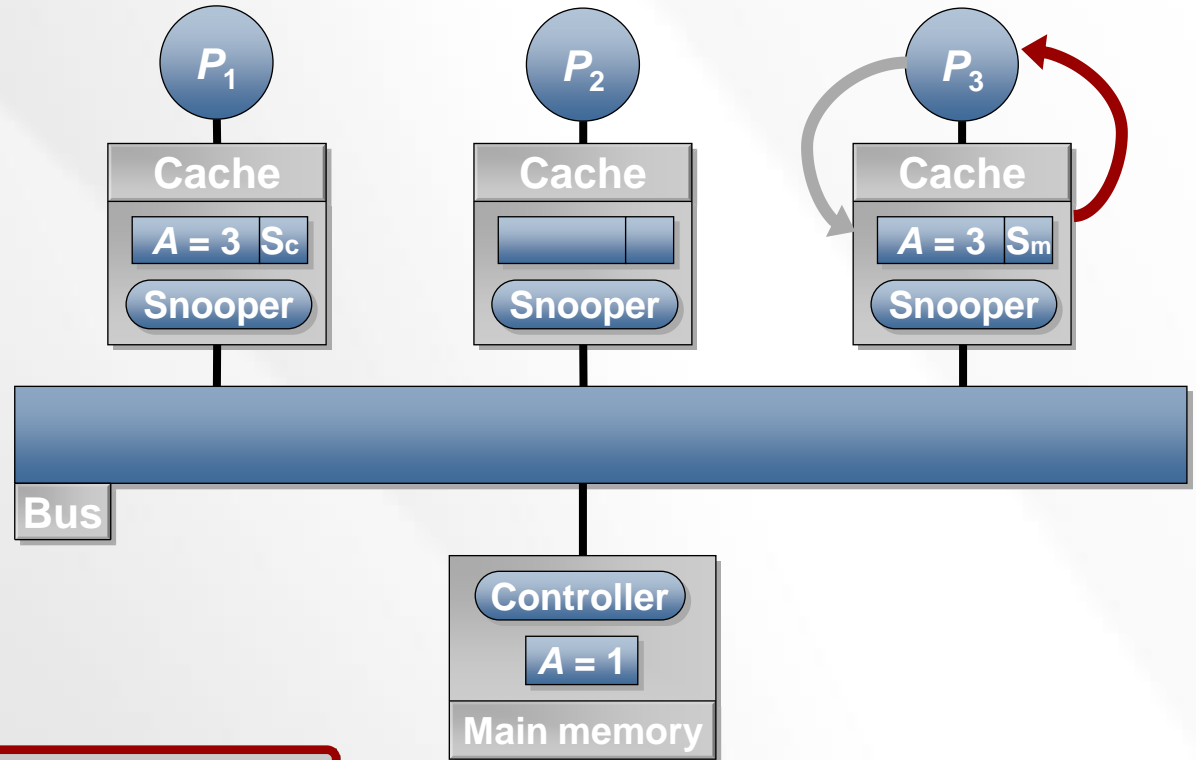 P1
P2
P3
Cache
Cache
Cache
A = 3 Sc
A = 3 Sm
Snooper
Snooper
Snooper
Bus
Controller
A = 1
Main memory